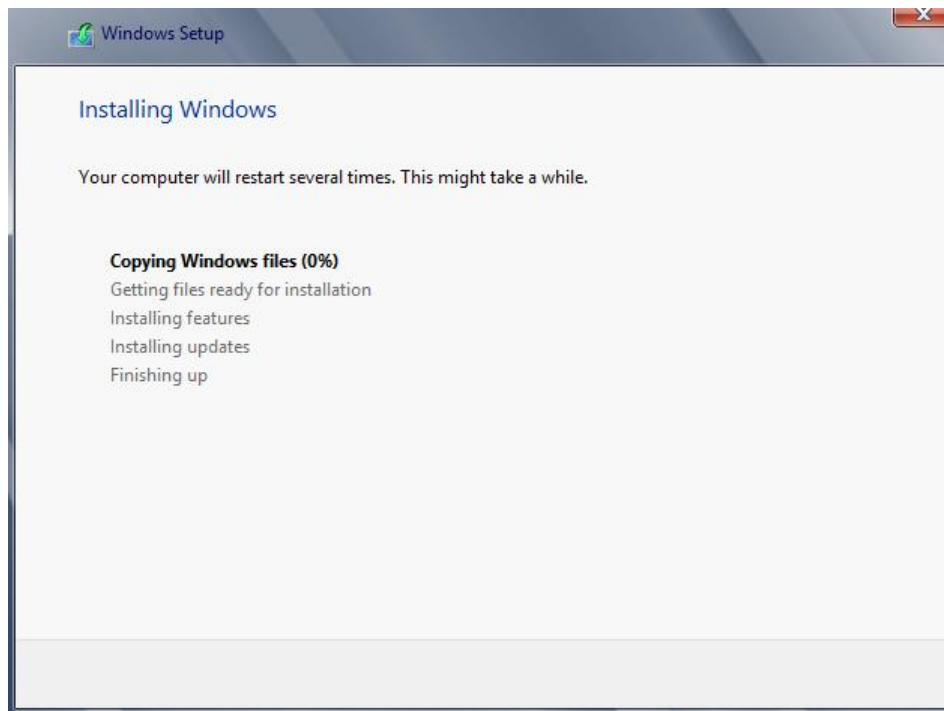 Windows Setup
Installing Windows
Your computer will restart several times. This might take a while.
Copying Windows files (0%)
Getting files ready for installation
Installing features
Installing updates
Finishing up